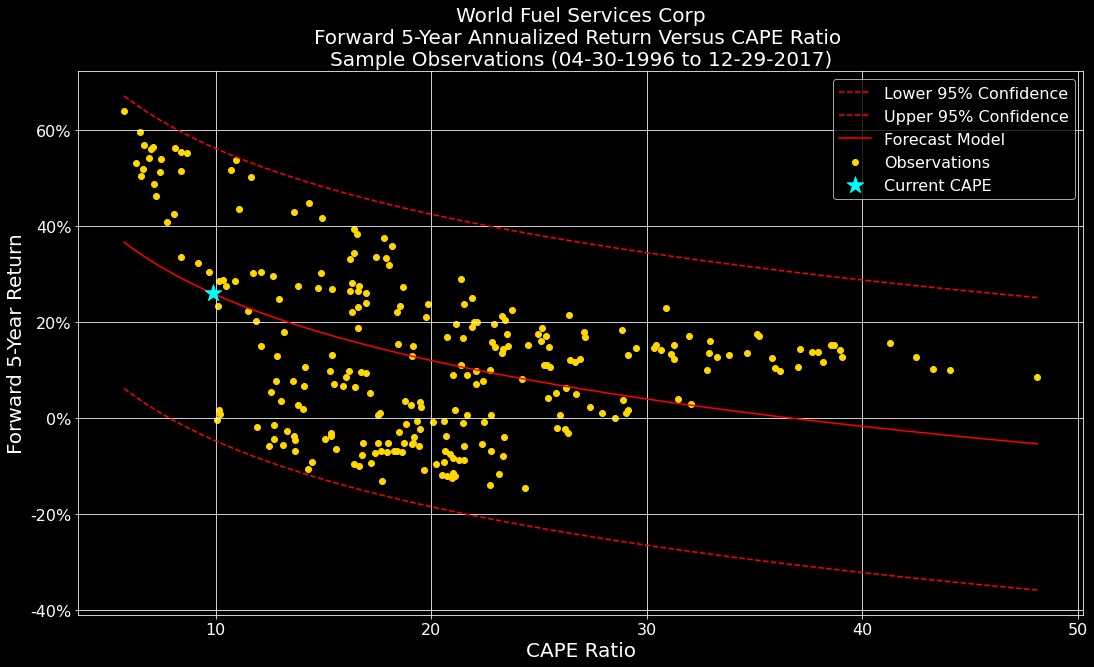 World Fuel Services Corp
Forward 5-Year Annualized Return Versus CAPE Ratio
Sample Observations (04-30-1996 to 12-29-2017)
Lower 95% Confidence
Upper 95% Confidence
Forecast Model
Observations
Current CAPE
Forward 5-Year Return
60%
40%
20%
0%
-20%
-40%
10
20
30
40
50
CAPE Ratio